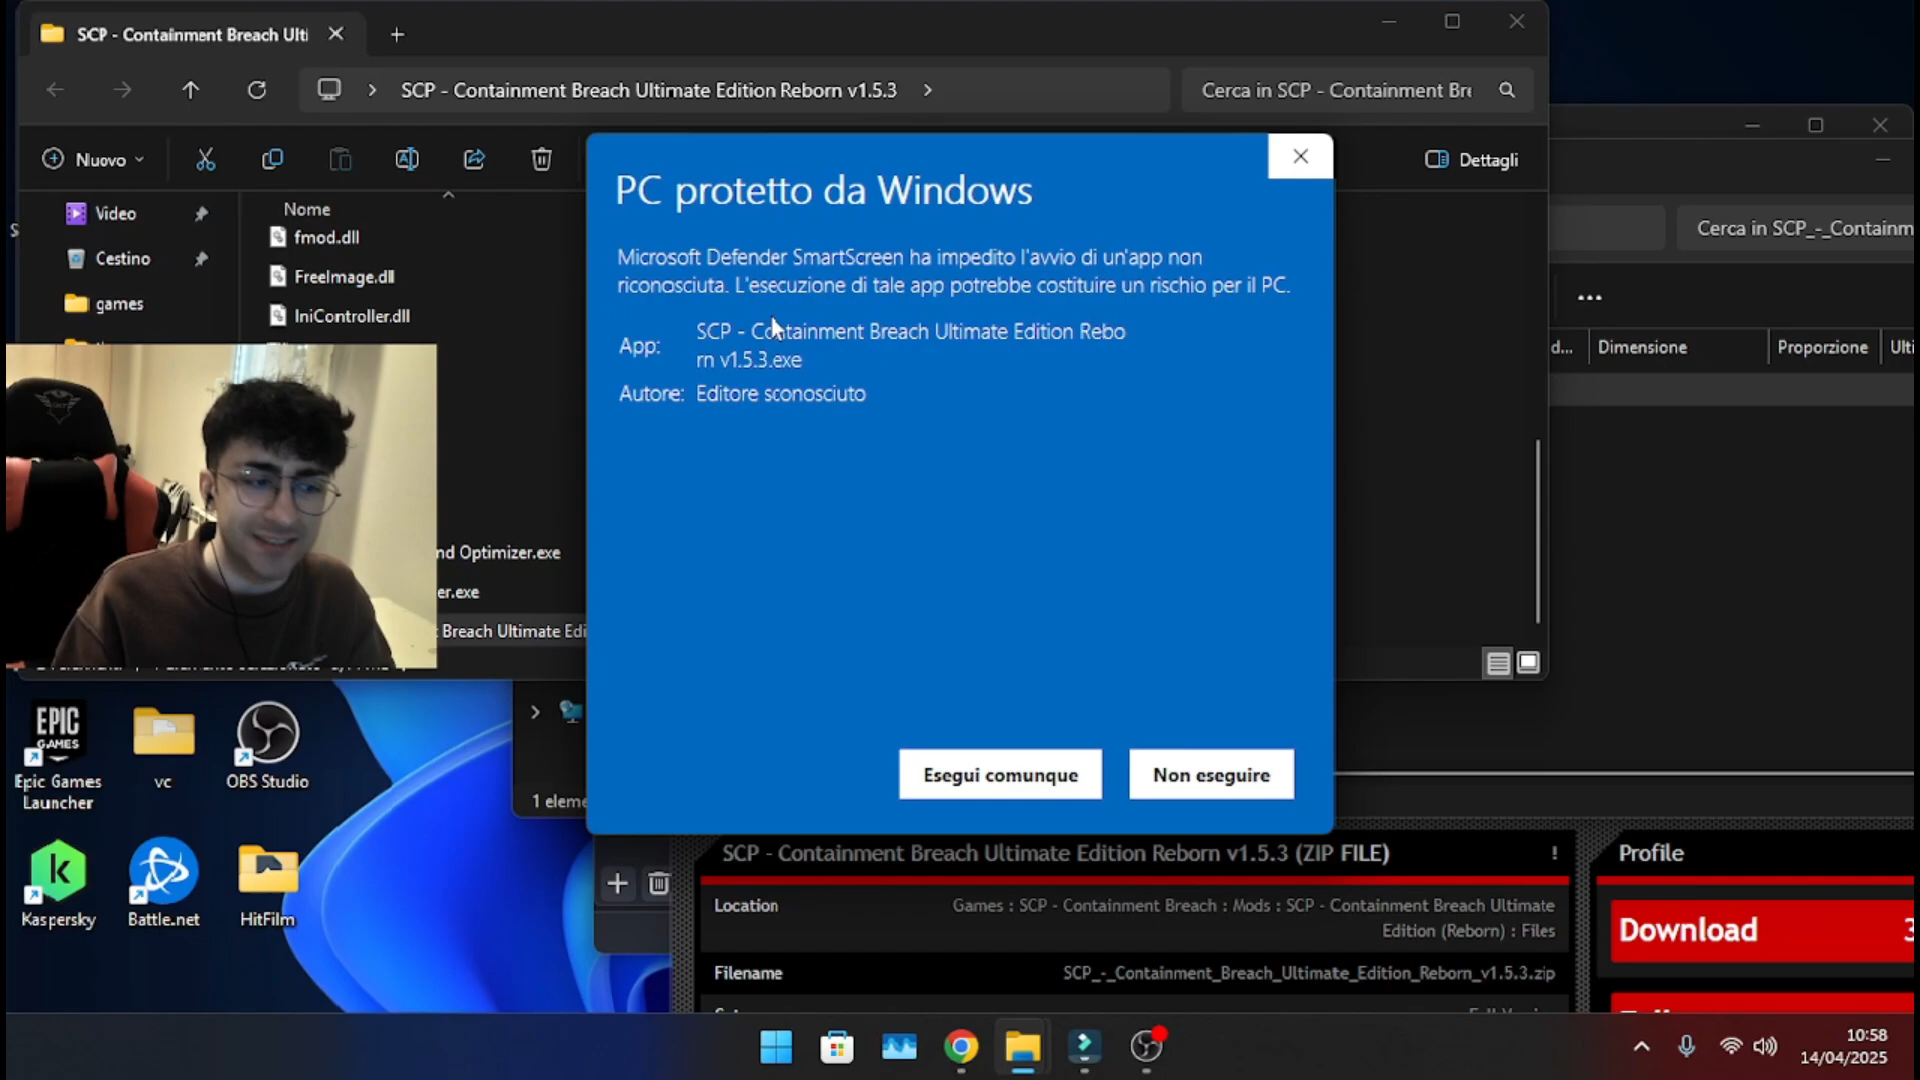 SCP - Containment Breach Ulti
SCP - Containment Breach Ultimate Edition Reborn v1.5.3
Cerca in SCP - Containment Bre
Nuovo
Dettagli
Video
Cestino
games
Nome
fmod.dll
FreeImage.dll
IniController.dll
nd Optimizer.exe
er.exe
Breach Ultimate Edi
PC protetto da Windows
Microsoft Defender SmartScreen ha impedito l'avvio di un'app non
riconosciuta. L'esecuzione di tale app potrebbe costituire un rischio per il PC.
App:
SCP - Containment Breach Ultimate Edition Rebo
rn v1.5.3.exe
Autore: Editore sconosciuto
Esegui comunque
Non eseguire
Cerca in SCP_-_Containm
d...
Dimensione
Proporzione
Ulti
1 eleme
EPIC
GAMES
Epic Games
Launcher
vc
OBS Studio
Kaspersky
Battle.net
HitFilm
SCP - Containment Breach Ultimate Edition Reborn v1.5.3 (ZIP FILE)
!
Location
Games : SCP - Containment Breach : Mods : SCP - Containment Breach Ultimate
Edition (Reborn) : Files
Filename
SCP_-_Containment_Breach_Ultimate_Edition_Reborn_v1.5.3.zip
Profile
Download
3
10:58
14/04/2025